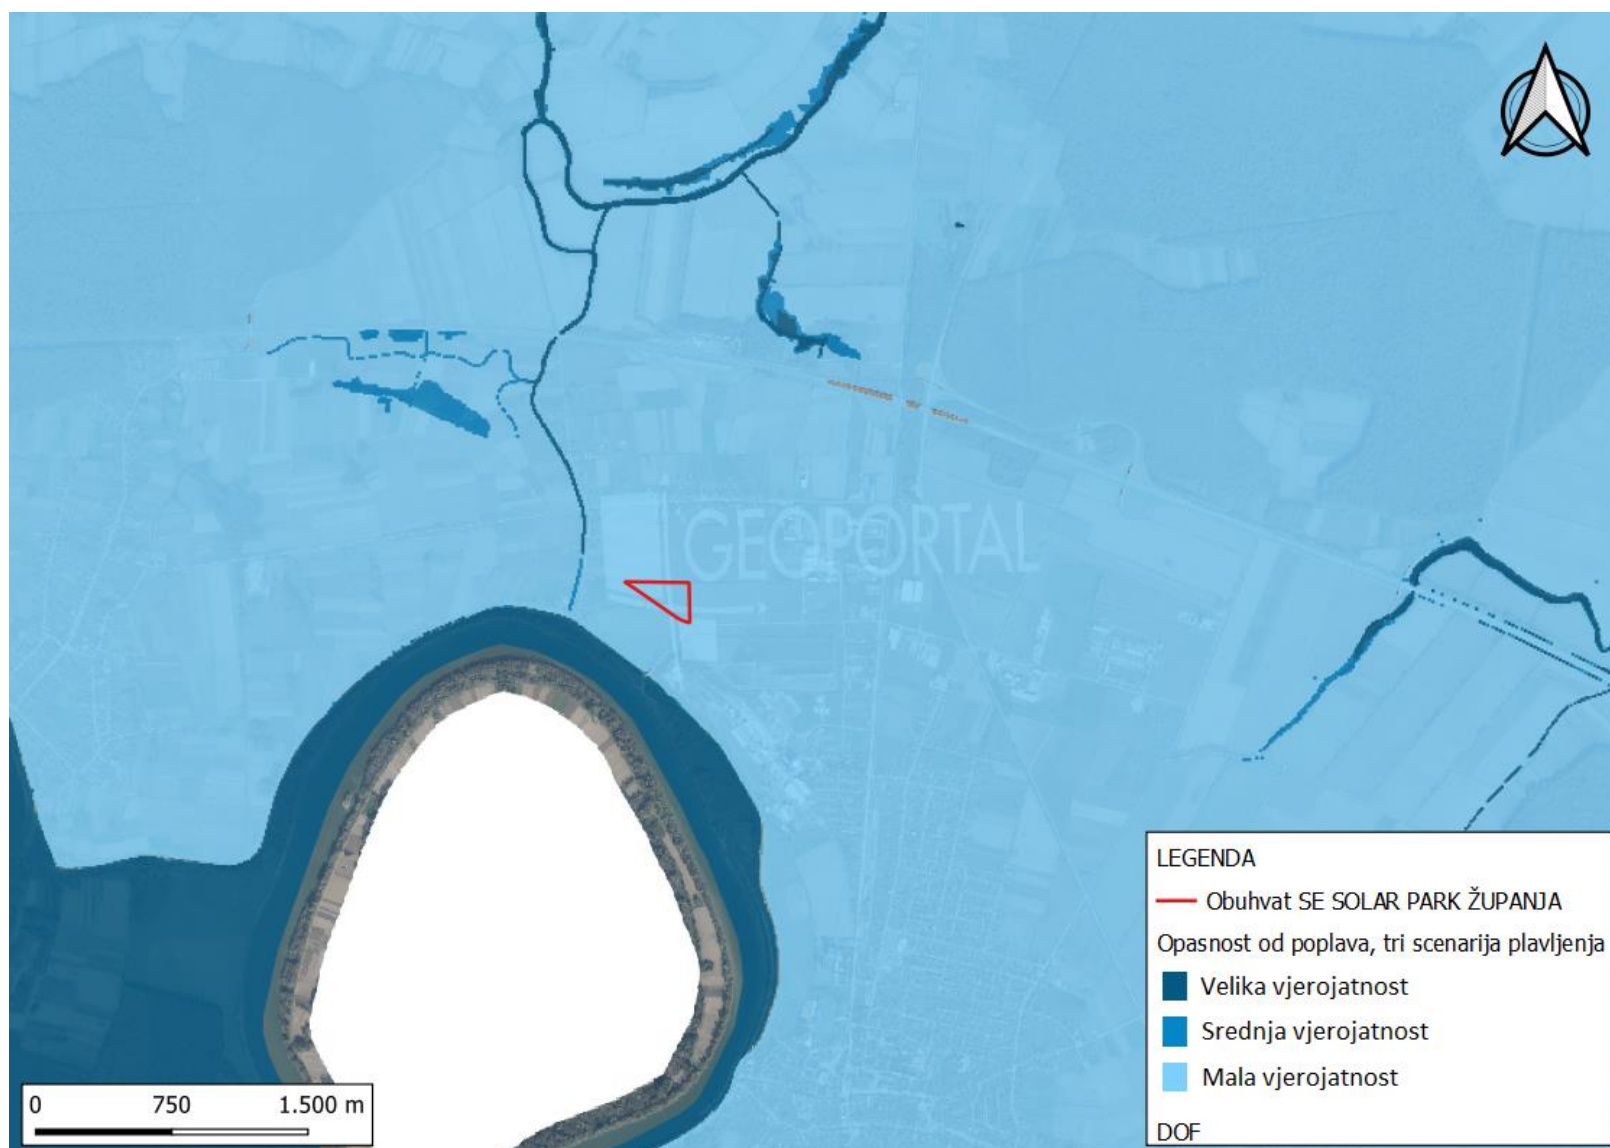 GEOPORTAL
LEGENDA
Obuhvat SE SOLAR PARK ŽUPANJA
Opasnost od poplava, tri scenarija plavljenja
Velika vjerojatnost
Srednja vjerojatnost
Mala vjerojatnost
DOF
0 750 1.500 m